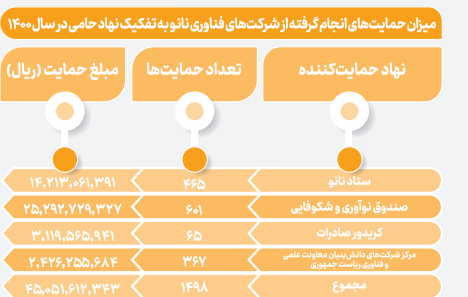 میزان حمایت‌های انجام‌گرفته از شرکت‌های فناوری نانو به تفکیک نهاد حامی در سال ۱۴۰۰
نهاد حمایت‌کننده تعداد حمایت‌ها مبلغ حمایت (ریال)
ستاد نانو ۴۶۵ ۱۴,۲۱۳,۰۶۱,۳۹۱
صندوق نوآوری و شکوفایی ۶۰۱ ۲۵,۲۹۲,۷۲۹,۳۲۷
کریدور صادرات ۶۵ ۳,۱۱۹,۵۶۵,۹۴۱
مرکز شرکت‌های دانش‌بنیان معاونت علمی
و فناوری ریاست جمهوری ۳۶۷ ۲,۴۲۶,۲۵۵,۶۸۴
مجموع ۱۴۹۸ ۴۵,۰۵۱,۶۱۲,۳۴۳